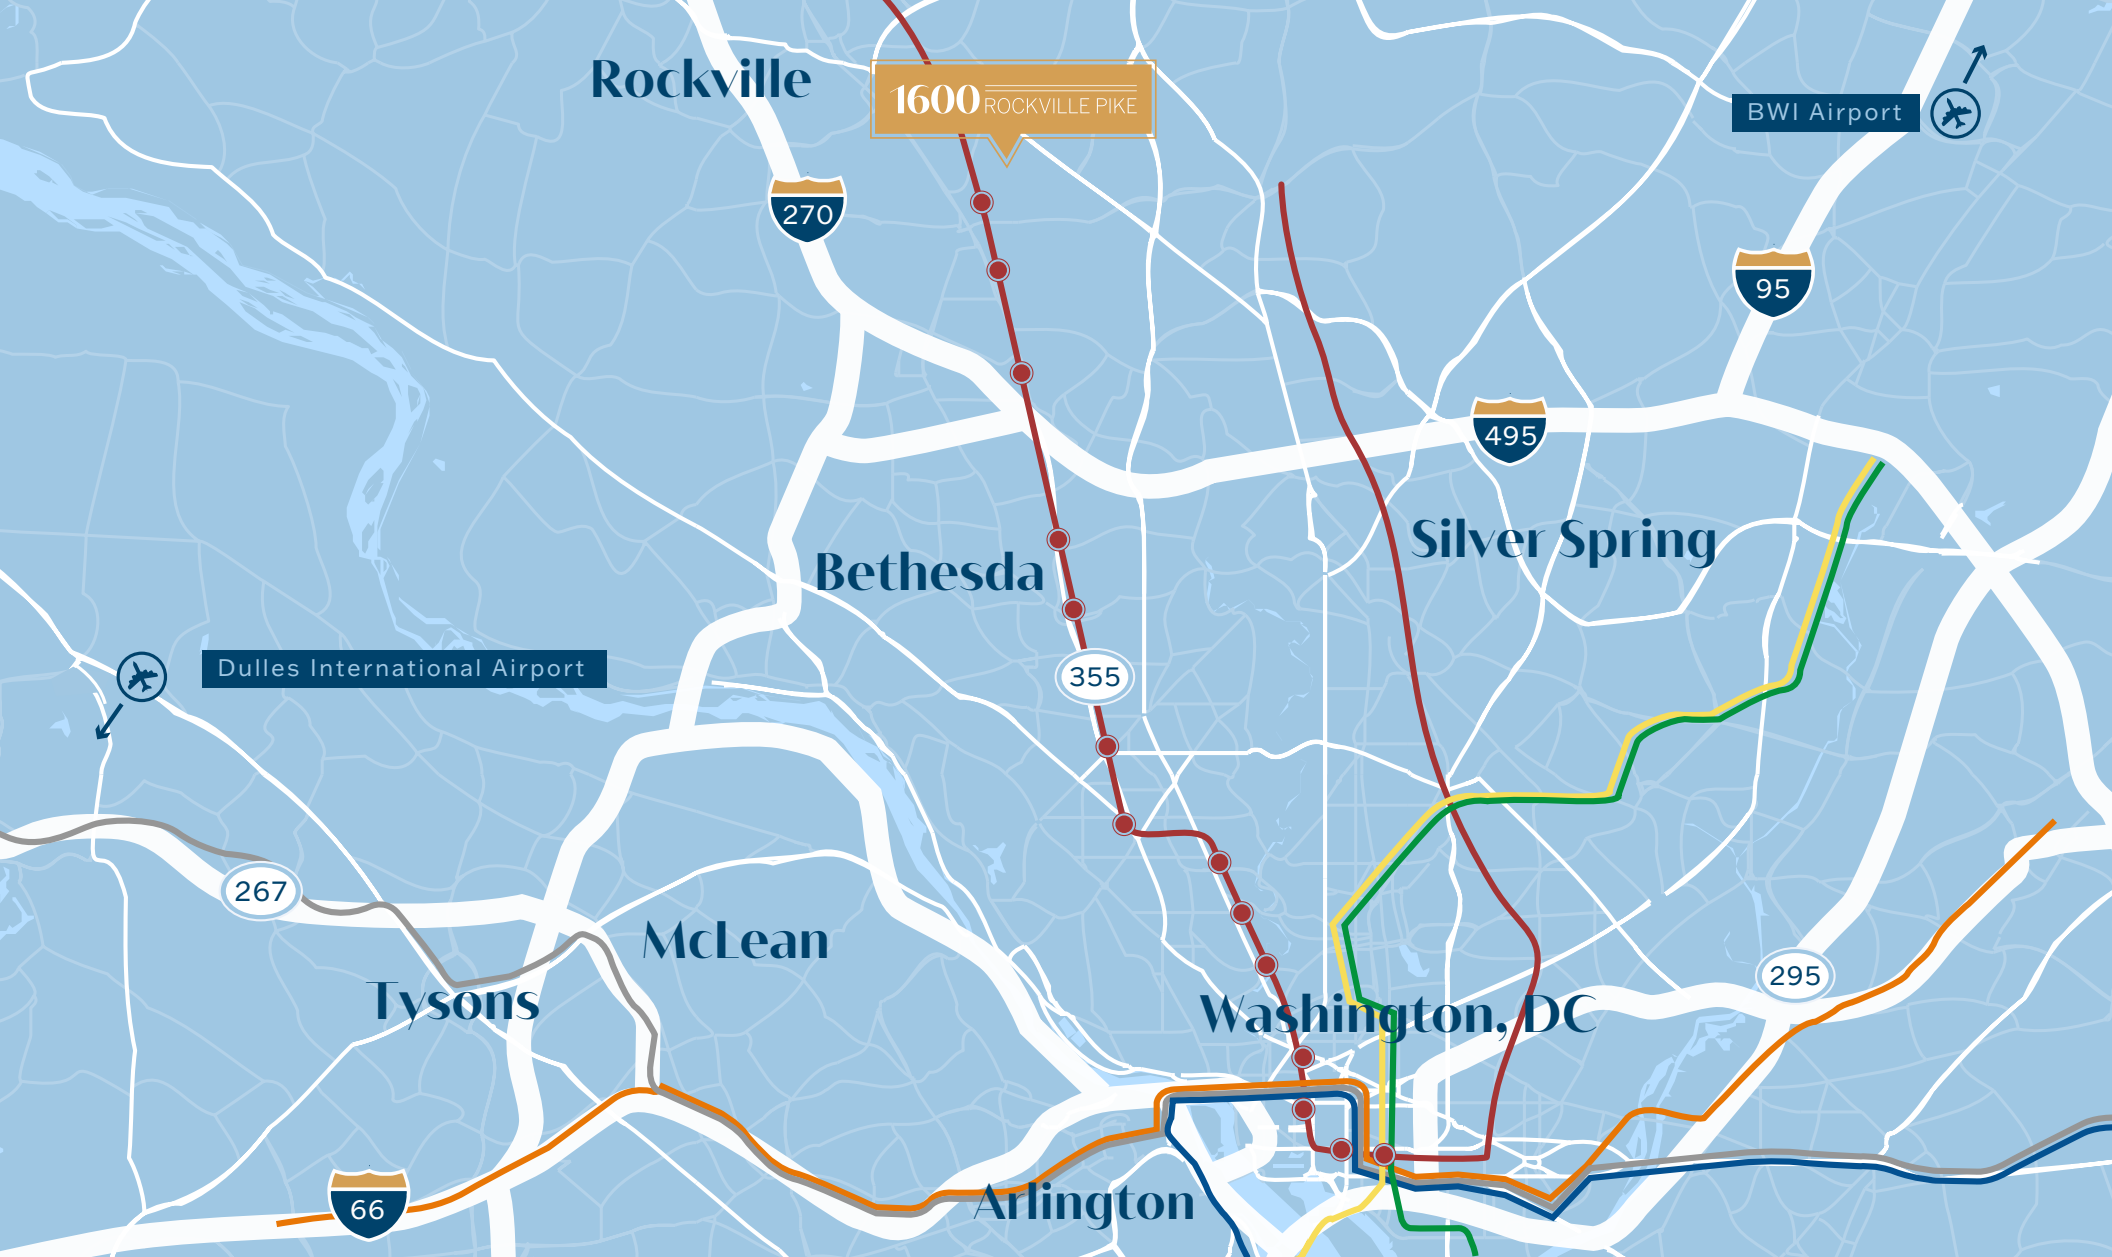 Rockville
1600 ROCKVILLE PIKE
BWI Airport
270
95
495
Silver Spring
Bethesda
Dulles International Airport
355
267
McLean
Tysons
295
Washington, DC
66
Arlington